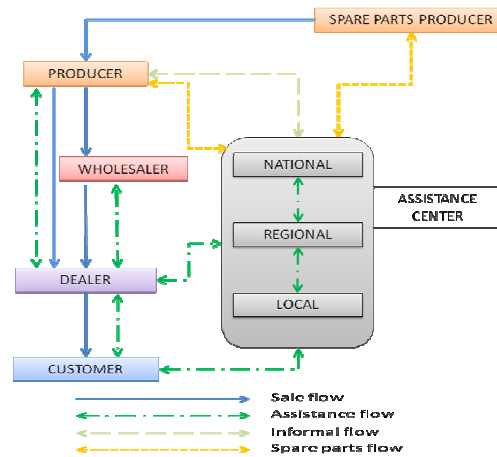 SPARE PARTS PRODUCER
PRODUCER
NATIONAL
WHOLESALER
ASSISTANCE
CENTER
REGIONAL
DEALER
LOCAL
CUSTOMER
Sale flow
Assistance flow
Informal flow
Spare parts flow